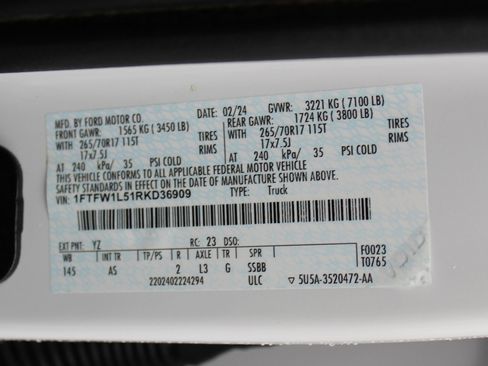 MFD. BY FORD MOTOR CO.
DATE: 02/24 GVWR: 3221 KG (7100 LB)
FRONT GAWR: 1565 KG (3450 LB) REAR GAWR: 1724 KG (3800 LB)
WITH 265/70R17 115T TIRES WITH 265/70R17 115T TIRES
17x7.5J RIMS 17x7.5J RIMS
AT 240 kPa/ 35 PSI COLD AT 240 kPa/ 35 PSI COLD
THIS VEHICLE CONFORMS TO ALL APPLICABLE FEDERAL MOTOR VEHICLE
SAFETY, BUMPER, AND THEFT PREVENTION STANDARDS IN EFFECT ON THE DATE OF MANUFACTURE SHOWN ABOVE.
VIN: 1FTFW1L51RKD36909 TYPE: Truck
EXT PNT: YZ RC: 23 DSO: F0023
WB INT TR TP/PS R AXLE TR SPR T0765
145 AS 2 L3 G SSBB
2202402224294 ULC ▽ 5U5A-3520472-AA
VOID